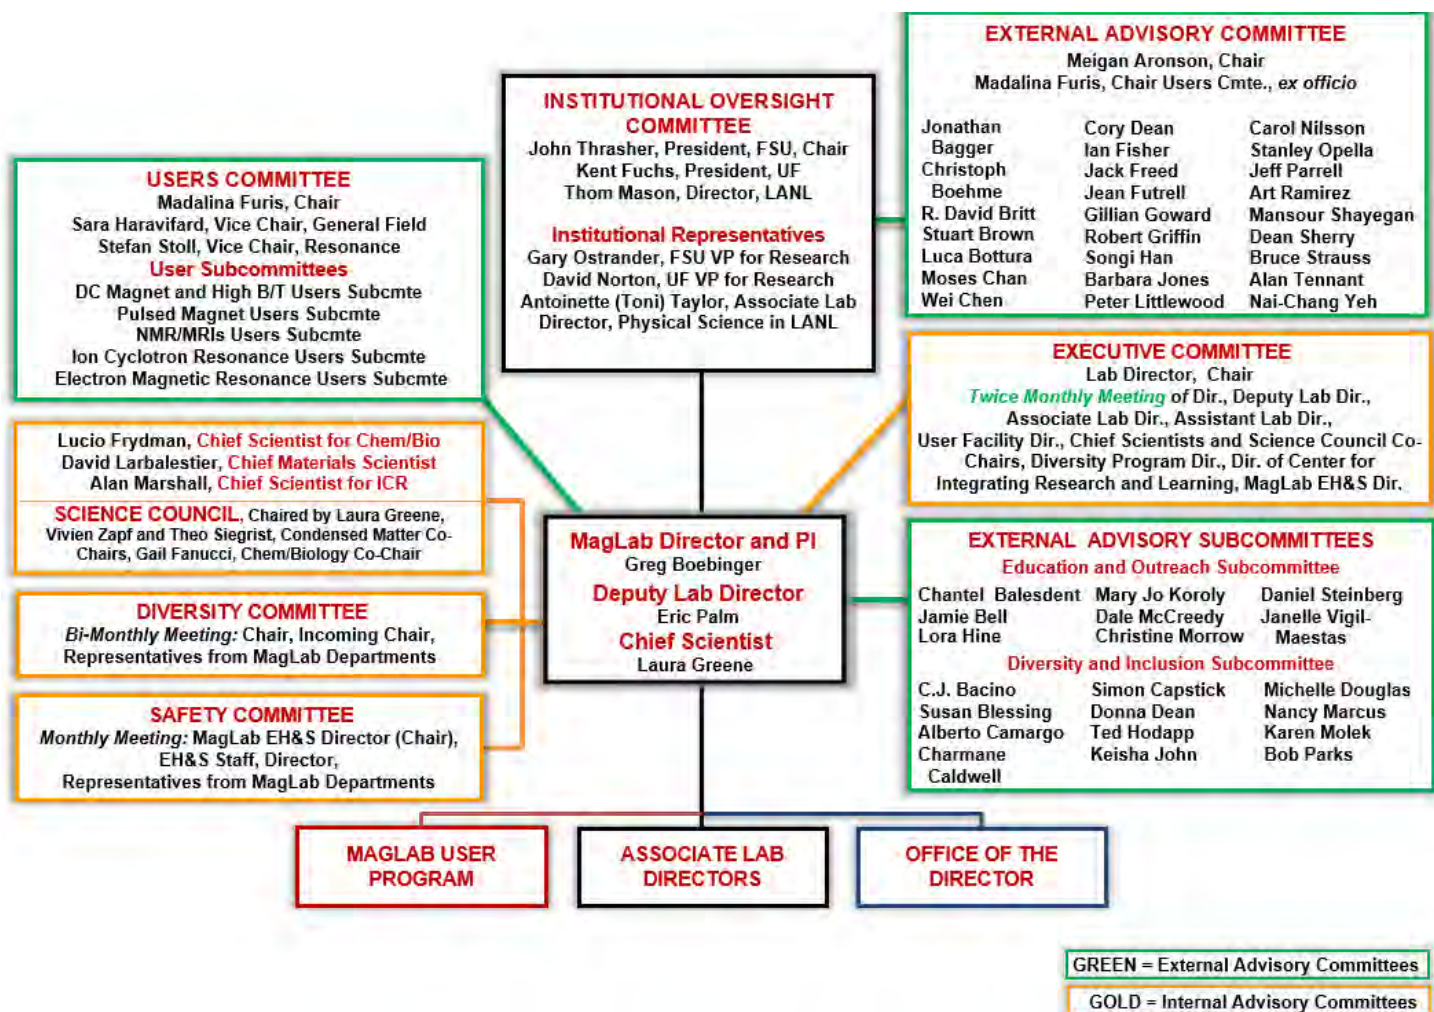 EXTERNAL ADVISORY COMMITTEE
Meigan Aronson, Chair
Madalina Furis, Chair Users Cmte., ex officio
Jonathan Bagger
Christoph Boehme
R. David Britt
Stuart Brown
Luca Bottura
Moses Chan
Wei Chen
Cory Dean
Ian Fisher
Jack Freed
Jean Futrell
Gillian Goward
Robert Griffin
Songi Han
Barbara Jones
Peter Littlewood
Carol Nilsson
Stanley Opella
Jeff Parrell
Art Ramirez
Mansour Shayegan
Dean Sherry
Bruce Strauss
Alan Tennant
Nai-Chang Yeh
INSTITUTIONAL OVERSIGHT
COMMITTEE
John Thrasher, President, FSU, Chair
Kent Fuchs, President, UF
Thom Mason, Director, LANL
Institutional Representatives
Gary Ostrander, FSU VP for Research
David Norton, UF VP for Research
Antoinette (Toni) Taylor, Associate Lab
Director, Physical Science in LANL
USERS COMMITTEE
Madalina Furis, Chair
Sara Haravifard, Vice Chair, General Field
Stefan Stoll, Vice Chair, Resonance
User Subcommittees
DC Magnet and High B/T Users Subcmte
Pulsed Magnet Users Subcmte
NMR/MRIs Users Subcmte
Ion Cyclotron Resonance Users Subcmte
Electron Magnetic Resonance Users Subcmte
EXECUTIVE COMMITTEE
Lab Director, Chair
Twice Monthly Meeting of Dir., Deputy Lab Dir.,
Associate Lab Dir., Assistant Lab Dir.,
User Facility Dir., Chief Scientists and Science Council Co-
Chairs, Diversity Program Dir., Dir. of Center for
Integrating Research and Learning, MagLab EH&S Dir.
Lucio Frydman, Chief Scientist for Chem/Bio
David Larbalestier, Chief Materials Scientist
Alan Marshall, Chief Scientist for ICR
SCIENCE COUNCIL, Chaired by Laura Greene,
Vivien Zapf and Theo Siegrist, Condensed Matter Co-
Chairs, Gail Fanucci, Chem/Biology Co-Chair
MagLab Director and PI
Greg Boebinger
Deputy Lab Director
Eric Palm
Chief Scientist
Laura Greene
EXTERNAL ADVISORY SUBCOMMITTEES
Education and Outreach Subcommittee
Chantel Balesdent
Jamie Bell
Lora Hine
Mary Jo Koroly
Dale McCreedy
Christine Morrow
Daniel Steinberg
Janelle Vigil-
Maestas
Diversity and Inclusion Subcommittee
C.J. Bacino
Susan Blessing
Alberto Camargo
Charmane
Caldwell
Simon Capstick
Donna Dean
Ted Hodapp
Keisha John
Michelle Douglas
Nancy Marcus
Karen Molek
Bob Parks
DIVERSITY COMMITTEE
Bi-Monthly Meeting: Chair, Incoming Chair,
Representatives from MagLab Departments
SAFETY COMMITTEE
Monthly Meeting: MagLab EH&S Director (Chair),
EH&S Staff, Director,
Representatives from MagLab Departments
MAGLAB USER
PROGRAM
ASSOCIATE LAB
DIRECTORS
OFFICE OF THE
DIRECTOR
GREEN = External Advisory Committees
GOLD = Internal Advisory Committees